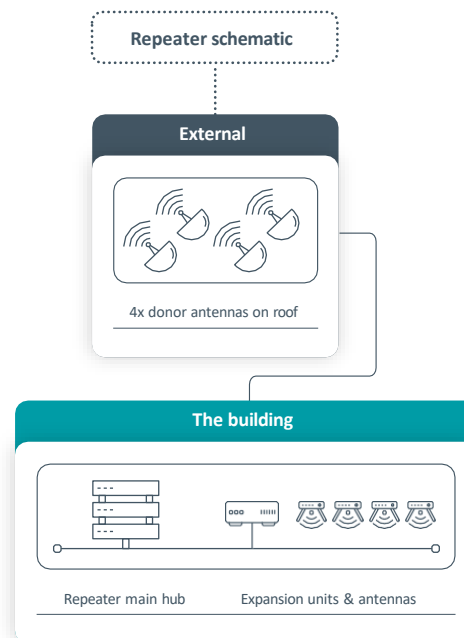 Repeater schematic
External
4x donor antennas on roof
The building
Repeater main hub
Expansion units & antennas